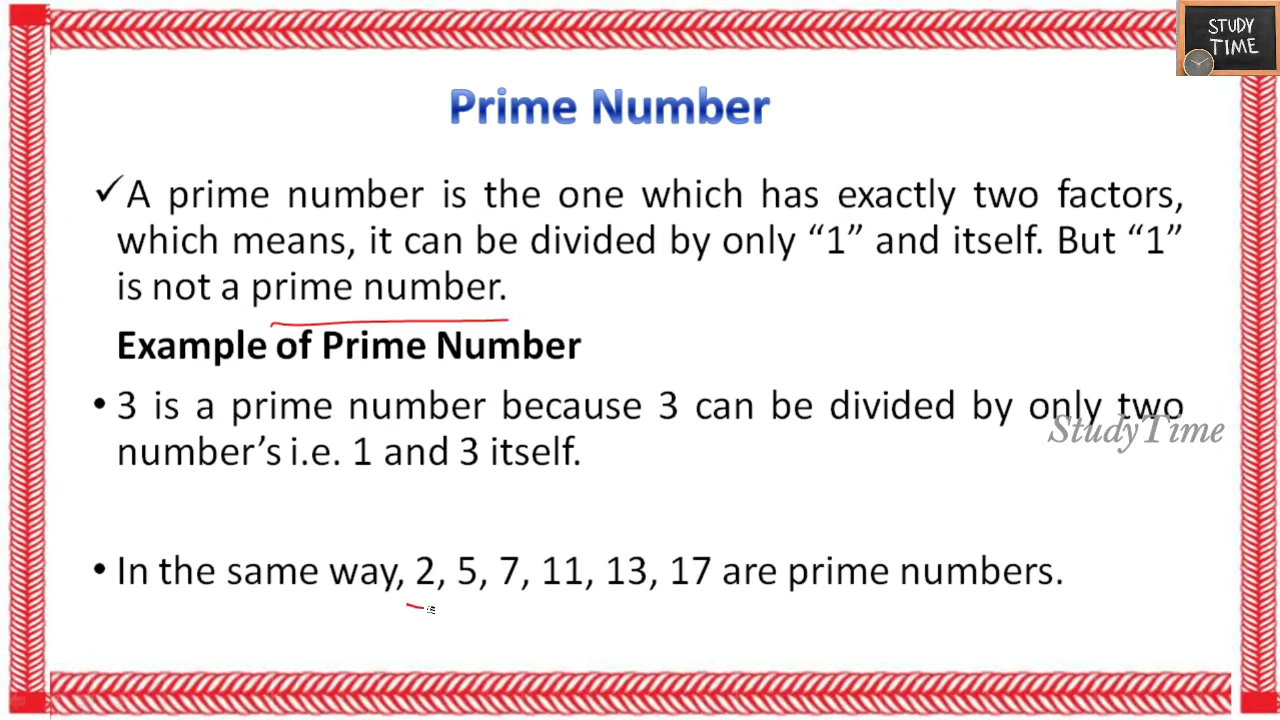 STUDY
TIME
Prime Number
✓A prime number is the one which has exactly two factors,
which means, it can be divided by only “1” and itself. But “1”
is not a prime number.
Example of Prime Number
• 3 is a prime number because 3 can be divided by only two
number’s i.e. 1 and 3 itself.
StudyTime
• In the same way, 2, 5, 7, 11, 13, 17 are prime numbers.